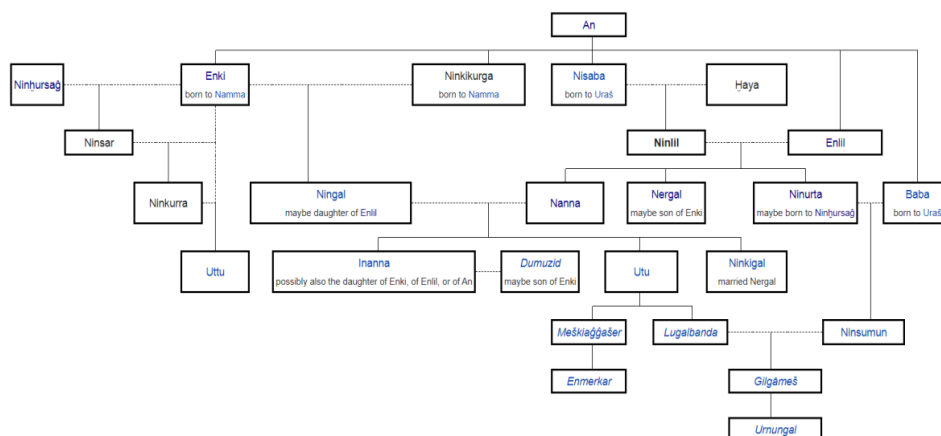 An
Ninḫursaĝ
Enki
born to Namma
Ninkikurga
born to Namma
Nisaba
born to Uraš
Ḫaya
Ninsar
Ninlil
Enlil
Ninkurra
Ningal
maybe daughter of Enlil
Nanna
Nergal
maybe son of Enki
Ninurta
maybe born to Ninḫursaĝ
Baba
born to Uraš
Uttu
Inanna
possibly also the daughter of Enki, of Enlil, or of An
Dumuzid
maybe son of Enki
Utu
Ninkigal
married Nergal
Meškiaĝĝašer
Lugalbanda
Ninsumun
Enmerkar
Gilgāmeš
Urnungal